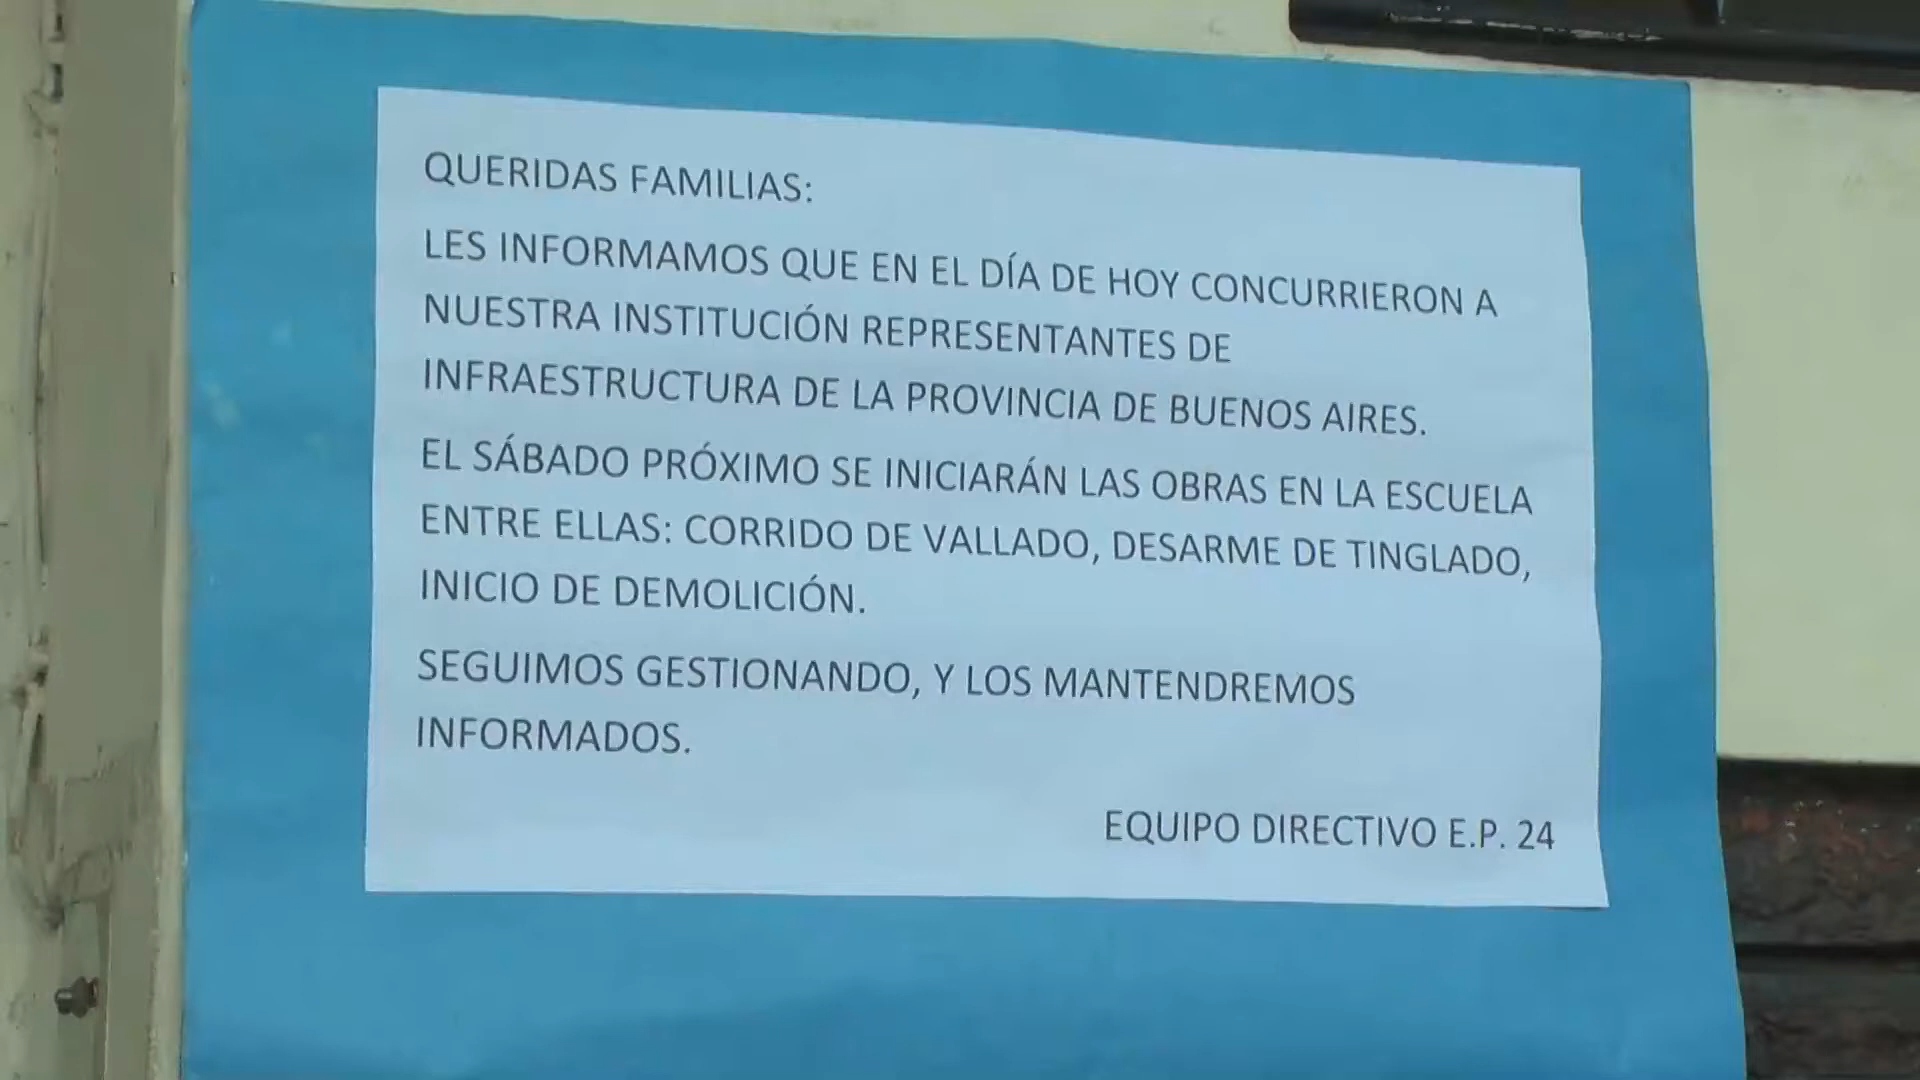 QUERIDAS FAMILIAS:
LES INFORMAMOS QUE EN EL DÍA DE HOY CONCURRIERON A
NUESTRA INSTITUCIÓN REPRESENTANTES DE
INFRAESTRUCTURA DE LA PROVINCIA DE BUENOS AIRES.
EL SÁBADO PRÓXIMO SE INICIARÁN LAS OBRAS EN LA ESCUELA
ENTRE ELLAS: CORRIDO DE VALLADO, DESARME DE TINGLADO,
INICIO DE DEMOLICIÓN.
SEGUIMOS GESTIONANDO, Y LOS MANTENDREMOS
INFORMADOS.
EQUIPO DIRECTIVO E.P. 24